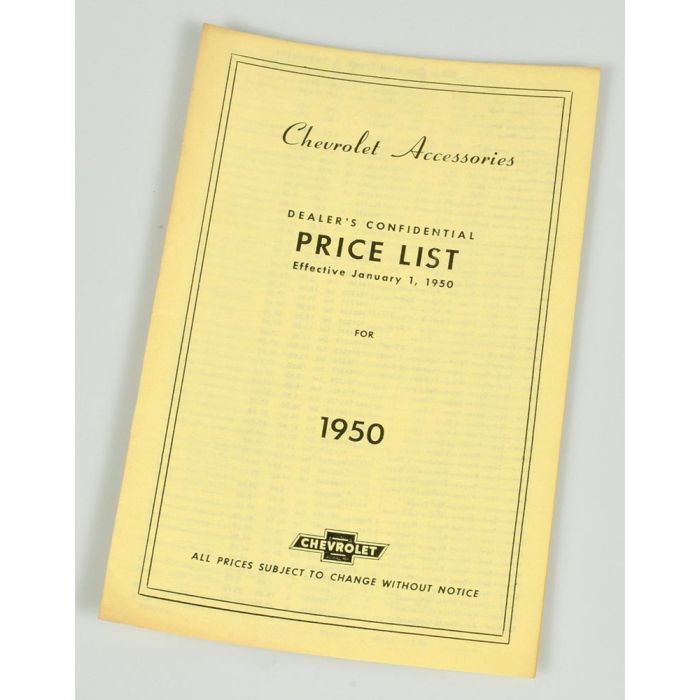 Chevrolet Accessories
DEALER'S CONFIDENTIAL
PRICE LIST
Effective January 1, 1950
FOR
1950
CHEVROLET
ALL PRICES SUBJECT TO CHANGE WITHOUT NOTICE